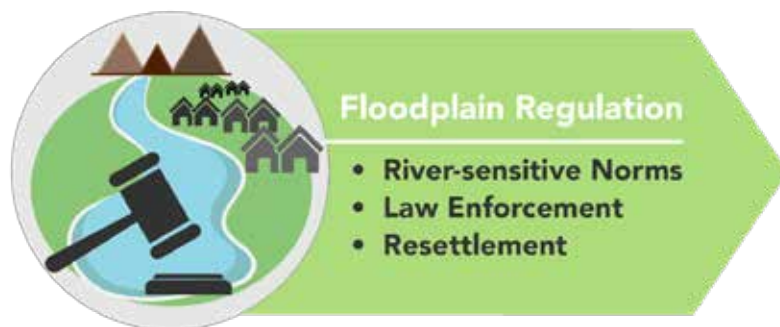 Floodplain Regulation
• River-sensitive Norms
• Law Enforcement
• Resettlement